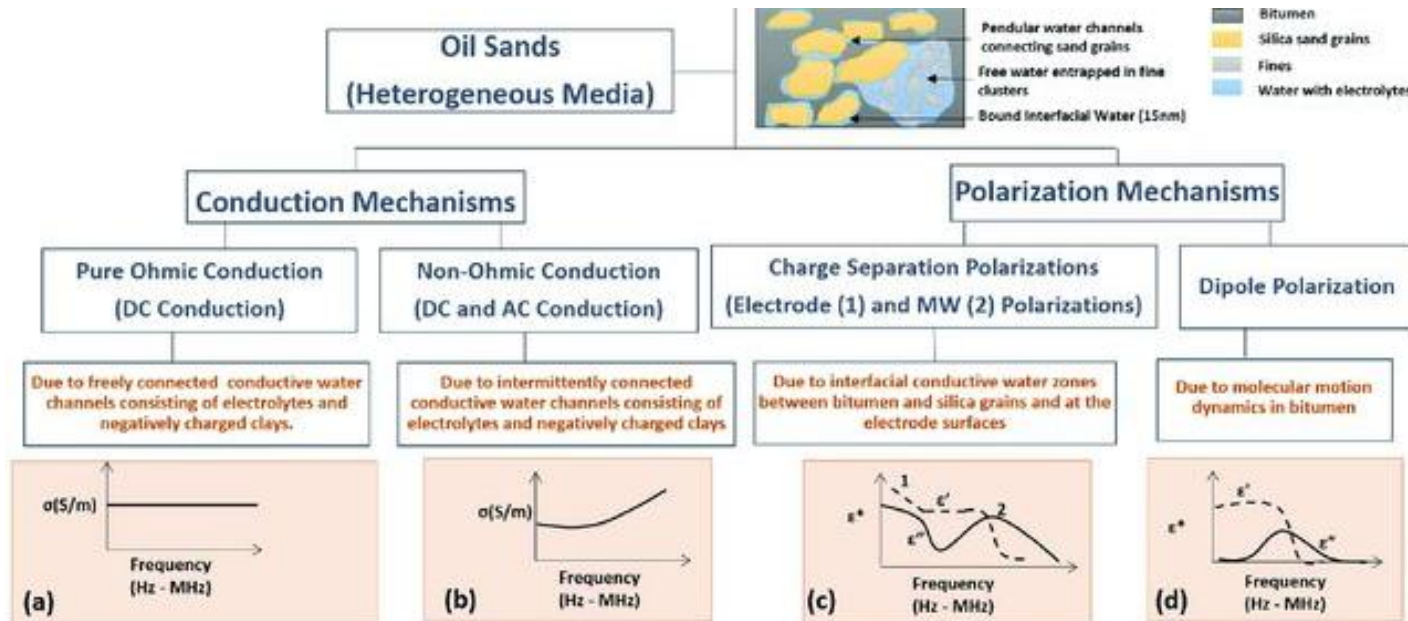 Oil Sands
(Heterogeneous Media)
Pendular water channels
connecting sand grains
Free water entrapped in fine
clusters
Bound Interfacial Water (15nm)
Bitumen
Silica sand grains
Fines
Water with electrolytes
Conduction Mechanisms
Polarization Mechanisms
Pure Ohmic Conduction
(DC Conduction)
Non-Ohmic Conduction
(DC and AC Conduction)
Charge Separation Polarizations
(Electrode (1) and MW (2) Polarizations)
Dipole Polarization
Due to freely connected conductive water
channels consisting of electrolytes and
negatively charged clays.
Due to intermittently connected
conductive water channels consisting of
electrolytes and negatively charged clays
Due to interfacial conductive water zones
between bitumen and silica grains and at the
electrode surfaces
Due to molecular motion
dynamics in bitumen
σ(S/m)
Frequency
(Hz - MHz)
(a)
σ(S/m)
Frequency
(Hz - MHz)
(b)
1
ε'
2
ε*
ε"
Frequency
(Hz - MHz)
(c)
ε'
ε*
ε"
Frequency
(Hz - MHz)
(d)